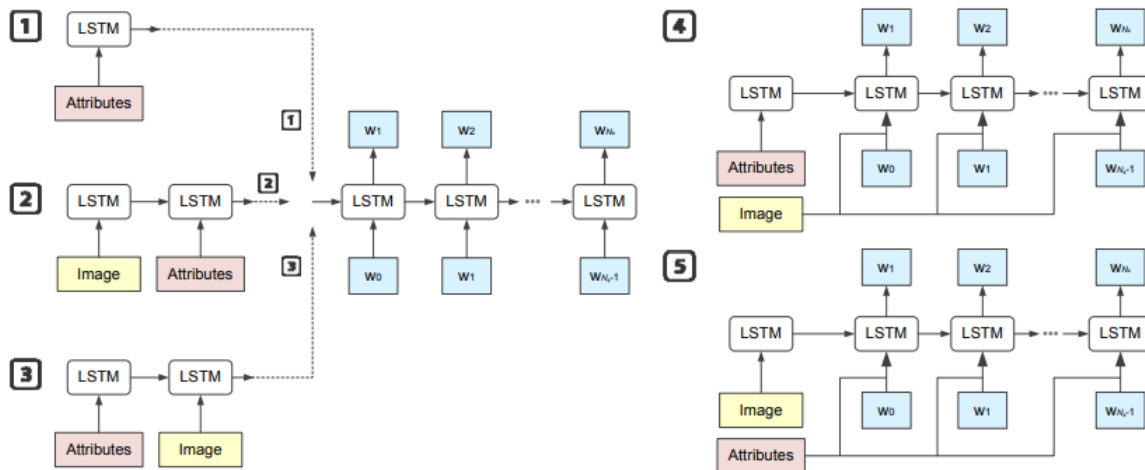 1
LSTM
Attributes
1
2
LSTM
LSTM
2
Image
Attributes
3
3
LSTM
LSTM
Attributes
Image
w1
w2
wNs
LSTM
LSTM
...
LSTM
w0
w1
wNs-1
4
w1
w2
wNs
LSTM
LSTM
LSTM
...
LSTM
Attributes
w0
w1
wNs-1
Image
5
w1
w2
wNs
LSTM
LSTM
LSTM
...
LSTM
Image
w0
w1
wNs-1
Attributes